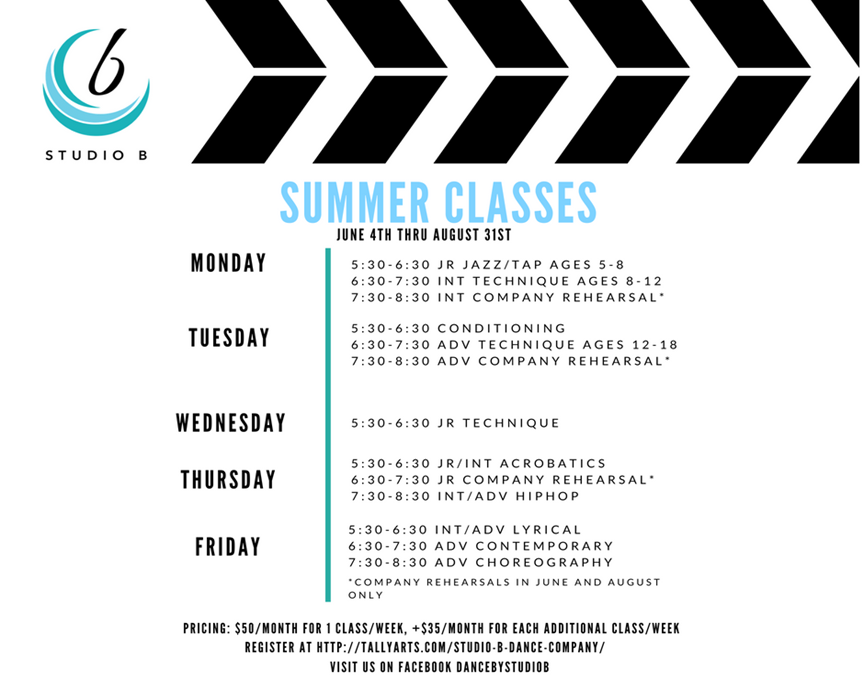 b
STUDIO B
SUMMER CLASSES
JUNE 4TH THRU AUGUST 31ST
MONDAY
5:30-6:30 JR JAZZ/TAP AGES 5-8
6:30-7:30 INT TECHNIQUE AGES 8-12
7:30-8:30 INT COMPANY REHEARSAL*
TUESDAY
5:30-6:30 CONDITIONING
6:30-7:30 ADV TECHNIQUE AGES 12-18
7:30-8:30 ADV COMPANY REHEARSAL*
WEDNESDAY
5:30-6:30 JR TECHNIQUE
THURSDAY
5:30-6:30 JR/INT ACROBATICS
6:30-7:30 JR COMPANY REHEARSAL*
7:30-8:30 INT/ADV HIPHOP
FRIDAY
5:30-6:30 INT/ADV LYRICAL
6:30-7:30 ADV CONTEMPORARY
7:30-8:30 ADV CHOREOGRAPHY
*COMPANY REHEARSALS IN JUNE AND AUGUST
ONLY
PRICING: $50/MONTH FOR 1 CLASS/WEEK, +$35/MONTH FOR EACH ADDITIONAL CLASS/WEEK
REGISTER AT HTTP://TALLYARTS.COM/STUDIO-B-DANCE-COMPANY/
VISIT US ON FACEBOOK DANCEBYSTUDIOB